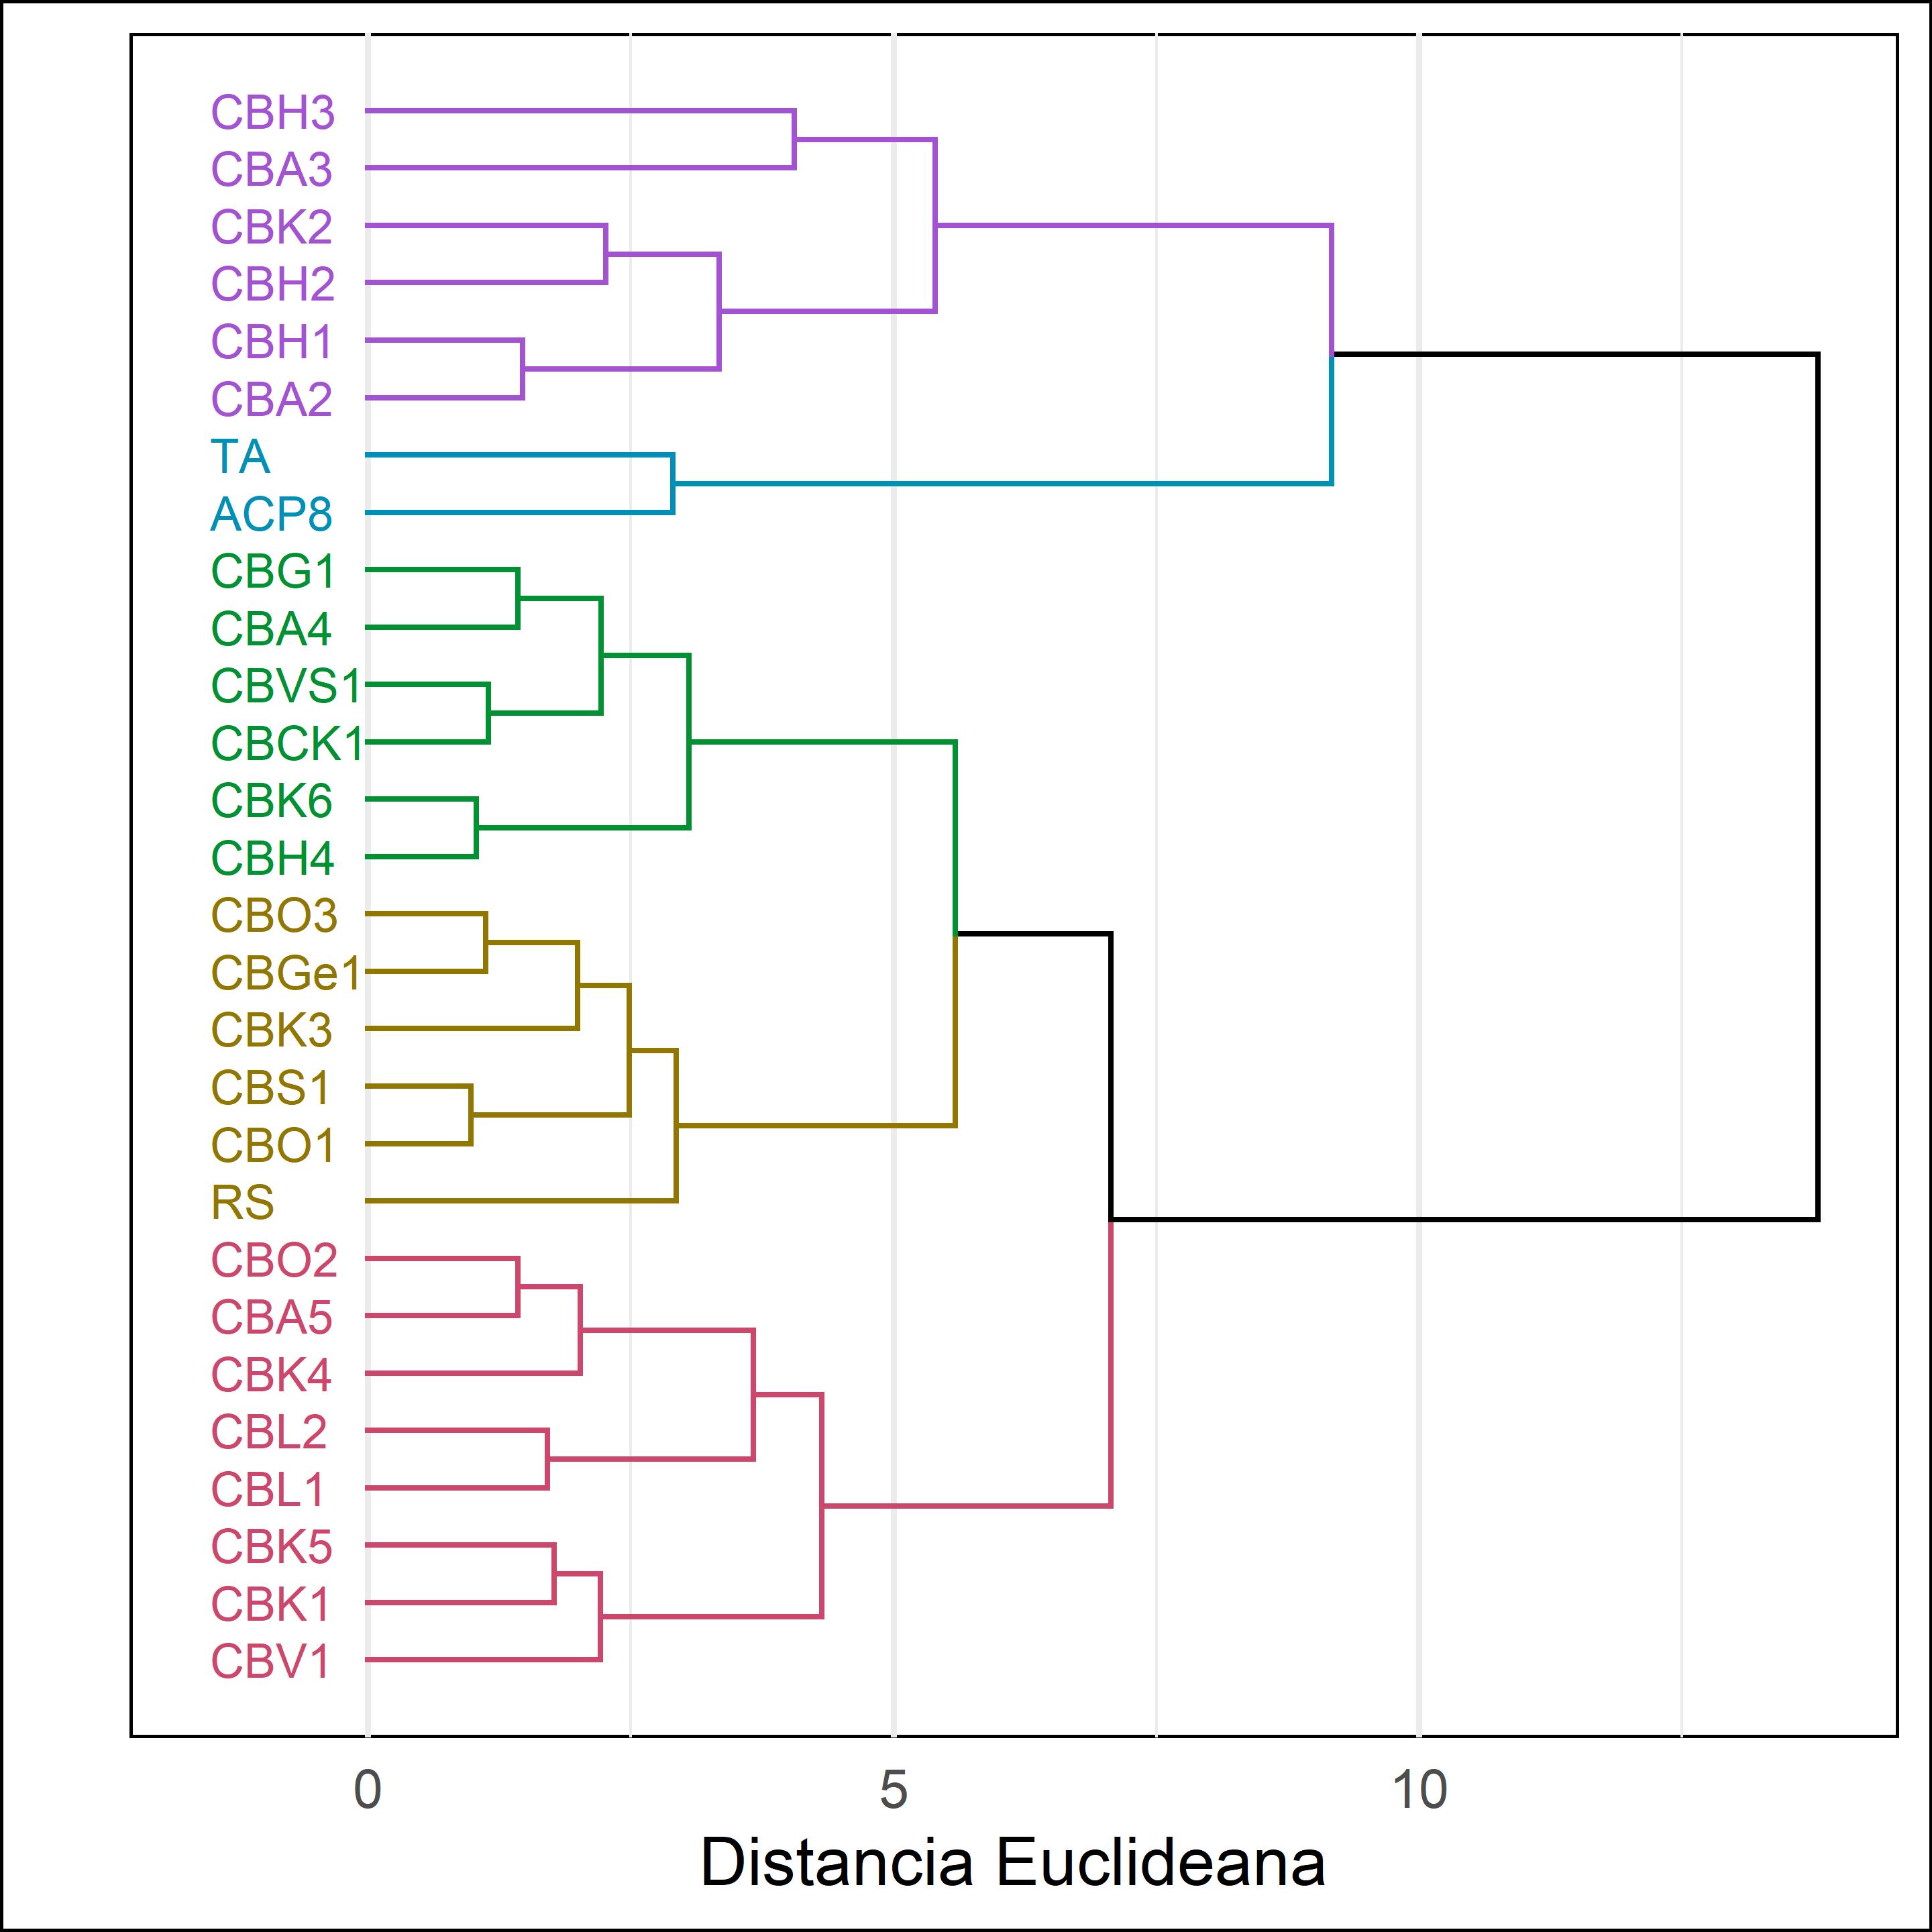 CBH3
CBA3
CBK2
CBH2
CBH1
CBA2
TA
ACP8
CBG1
CBA4
CBVS1
CBCK1
CBK6
CBH4
CBO3
CBGe1
CBK3
CBS1
CBO1
RS
CBO2
CBA5
CBK4
CBL2
CBL1
CBK5
CBK1
CBV1
0 5 10
Distancia Euclideana